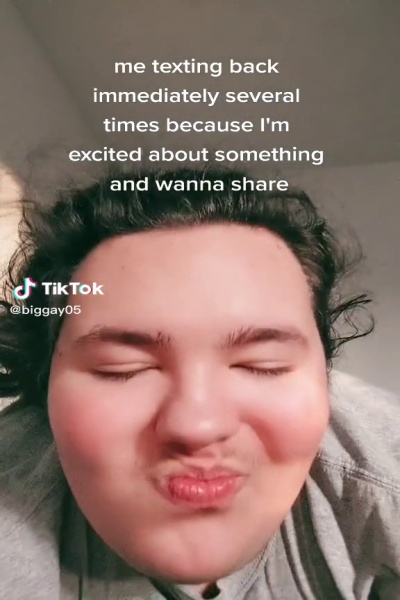 me texting back
immediately several
times because I'm
excited about something
and wanna share
TikTok
@biggay05